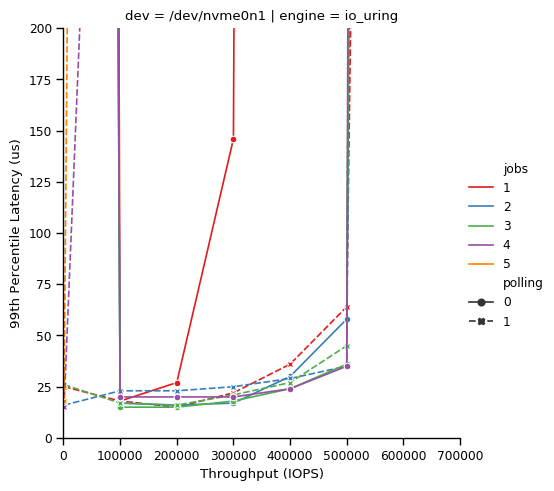 dev = /dev/nvme0n1 | engine = io_uring
200
175
150
125
100
75
50
25
0
99th Percentile Latency (us)
0 100000 200000 300000 400000 500000 600000 700000
Throughput (IOPS)
jobs
1
2
3
4
5
polling
0
1